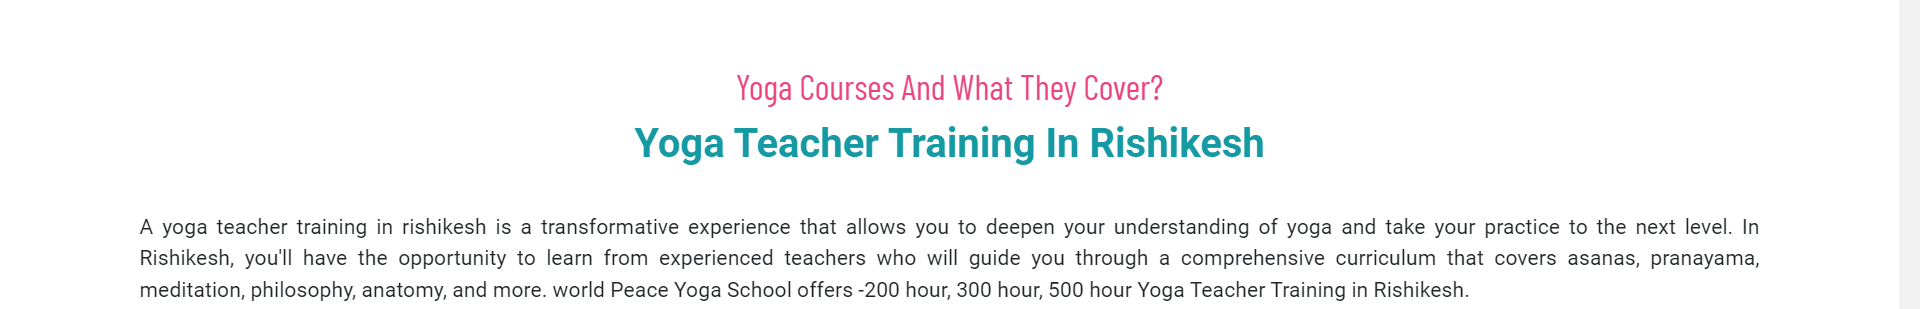 Yoga Courses And What They Cover?
Yoga Teacher Training In Rishikesh
A yoga teacher training in rishikesh is a transformative experience that allows you to deepen your understanding of yoga and take your practice to the next level. In
Rishikesh, you'll have the opportunity to learn from experienced teachers who will guide you through a comprehensive curriculum that covers asanas, pranayama,
meditation, philosophy, anatomy, and more. world Peace Yoga School offers -200 hour, 300 hour, 500 hour Yoga Teacher Training in Rishikesh.